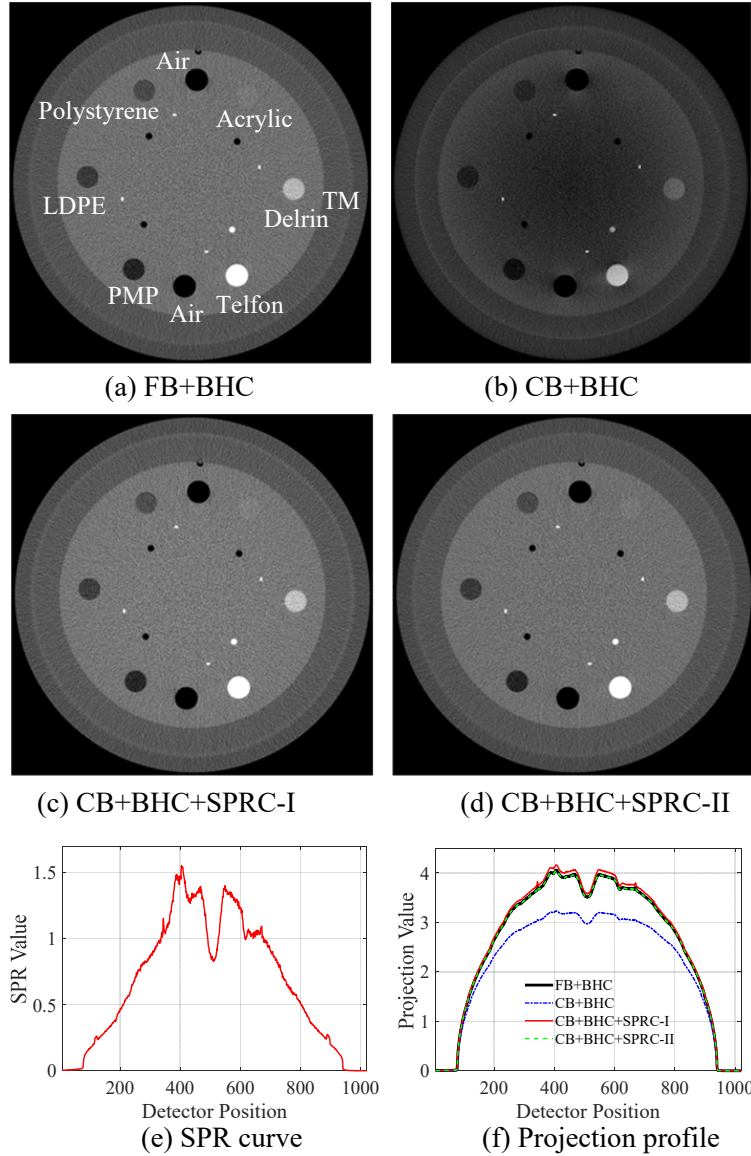 Air
Polystyrene
Acrylic
LDPE
TM
Delrin
PMP
Telfon
Air
(a) FB+BHC
(b) CB+BHC
(c) CB+BHC+SPRC-I
(d) CB+BHC+SPRC-II
1.5
1
0.5
0
200
400
600
800
1000
SPR Value
Detector Position
(e) SPR curve
4
3
2
1
0
200
400
600
800
1000
Projection Value
FB+BHC
CB+BHC
CB+BHC+SPRC-I
CB+BHC+SPRC-II
Detector Position
(f) Projection profile